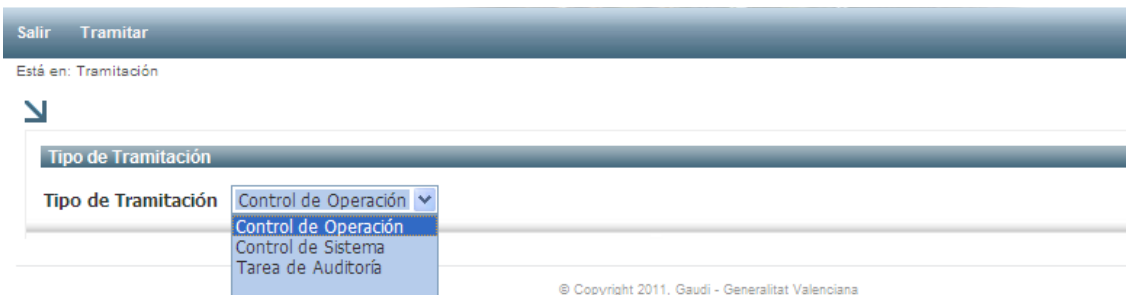 Salir Tramitar
Está en: Tramitación
Tipo de Tramitación
Tipo de Tramitación Control de Operación
Control de Operación
Control de Sistema
Tarea de Auditoría
© Copyright 2011, Gaudi - Generalitat Valenciana